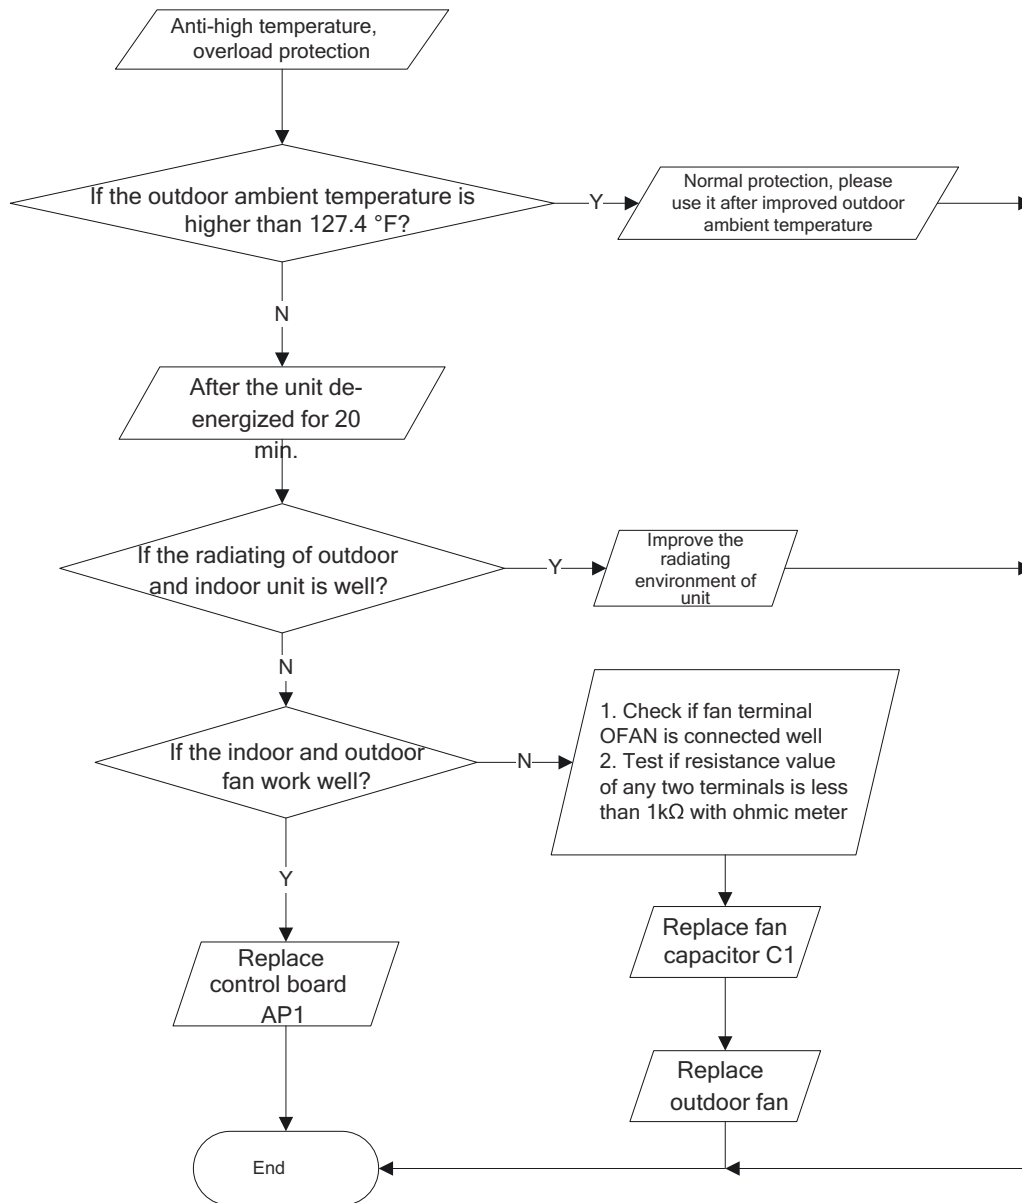 Anti-high temperature,
overload protection
If the outdoor ambient temperature is
higher than 127.4 °F?
Y
Normal protection, please
use it after improved outdoor
ambient temperature
N
After the unit de-
energized for 20
min.
If the radiating of outdoor
and indoor unit is well?
Y
Improve the
radiating
environment of
unit
N
If the indoor and outdoor
fan work well?
N
1. Check if fan terminal
OFAN is connected well
2. Test if resistance value
of any two terminals is less
than 1kΩ with ohmic meter
Y
Replace
control board
AP1
Replace fan
capacitor C1
Replace
outdoor fan
End